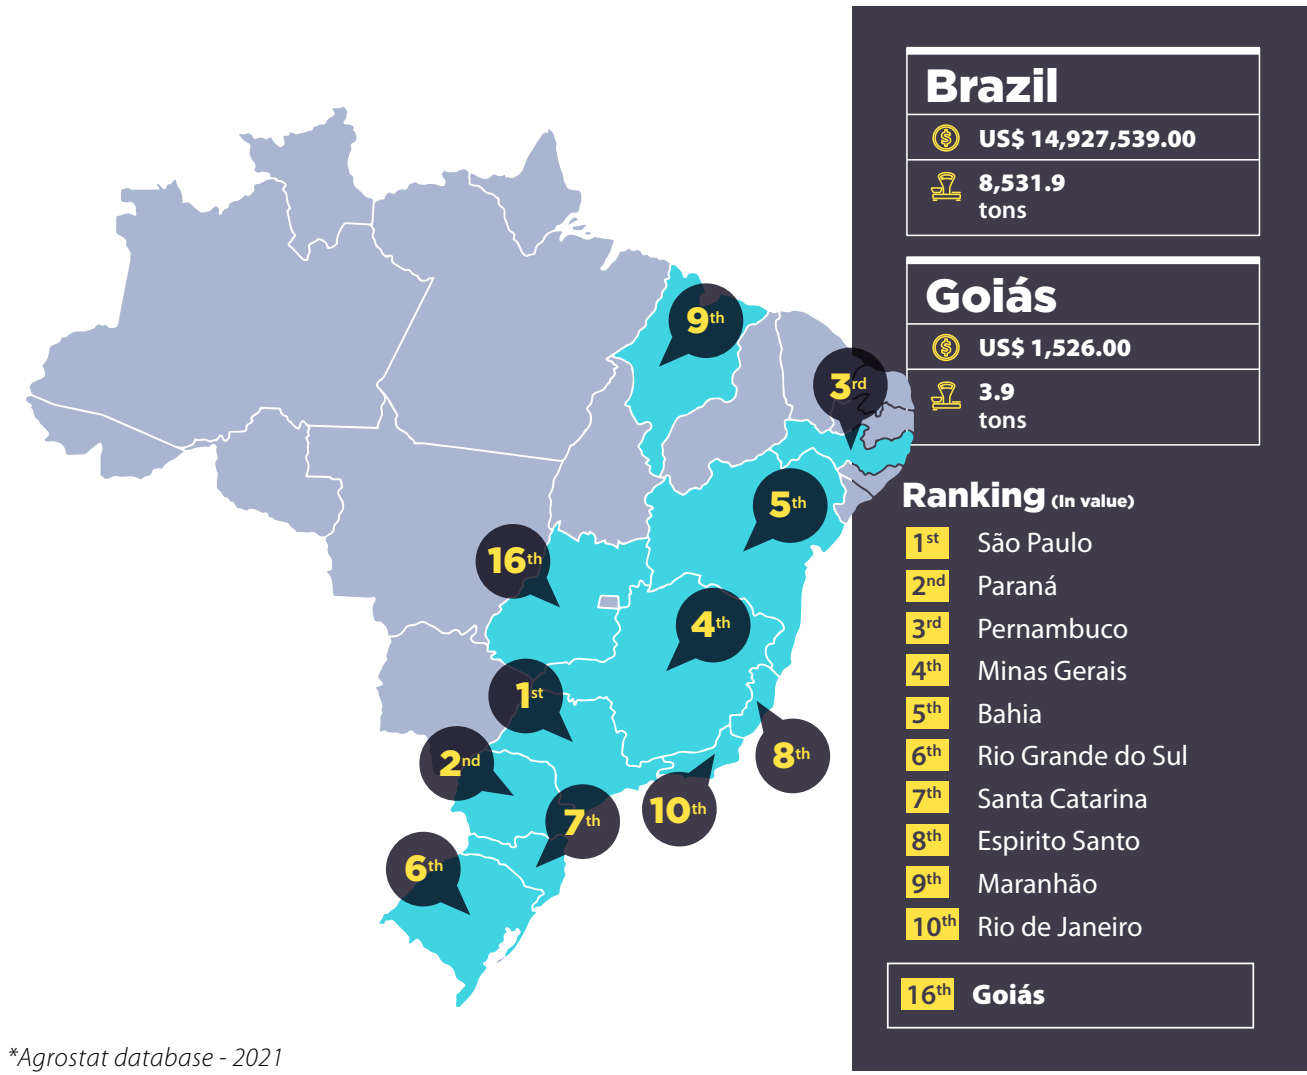 Brazil
US$ 14,927,539.00
8,531.9
tons
Goiás
US$ 1,526.00
3.9
tons
Ranking (In value)
1st São Paulo
2nd Paraná
3rd Pernambuco
4th Minas Gerais
5th Bahia
6th Rio Grande do Sul
7th Santa Catarina
8th Espirito Santo
9th Maranhão
10th Rio de Janeiro
16th Goiás
9th
3rd
5th
16th
4th
1st
2nd
8th
10th
7th
6th
*Agrostat database - 2021